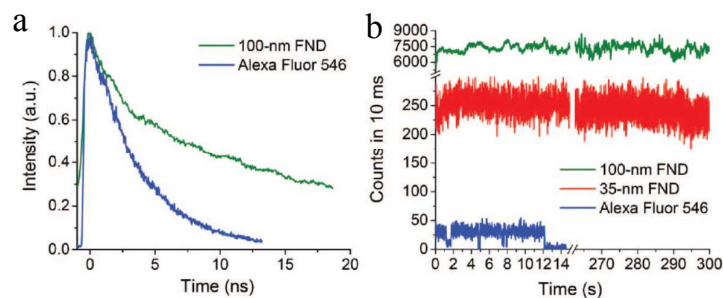 a
1.0
0.8
0.6
0.4
0.2
0.0
Intensity (a.u.)
100-nm FND
Alexa Fluor 546
0 5 10 15 20
Time (ns)
b
9000
7500
6000
250
200
150
100
50
0
Counts in 10 ms
100-nm FND
35-nm FND
Alexa Fluor 546
0 2 4 6 8 10 12 14 270 280 290 300
Time (s)